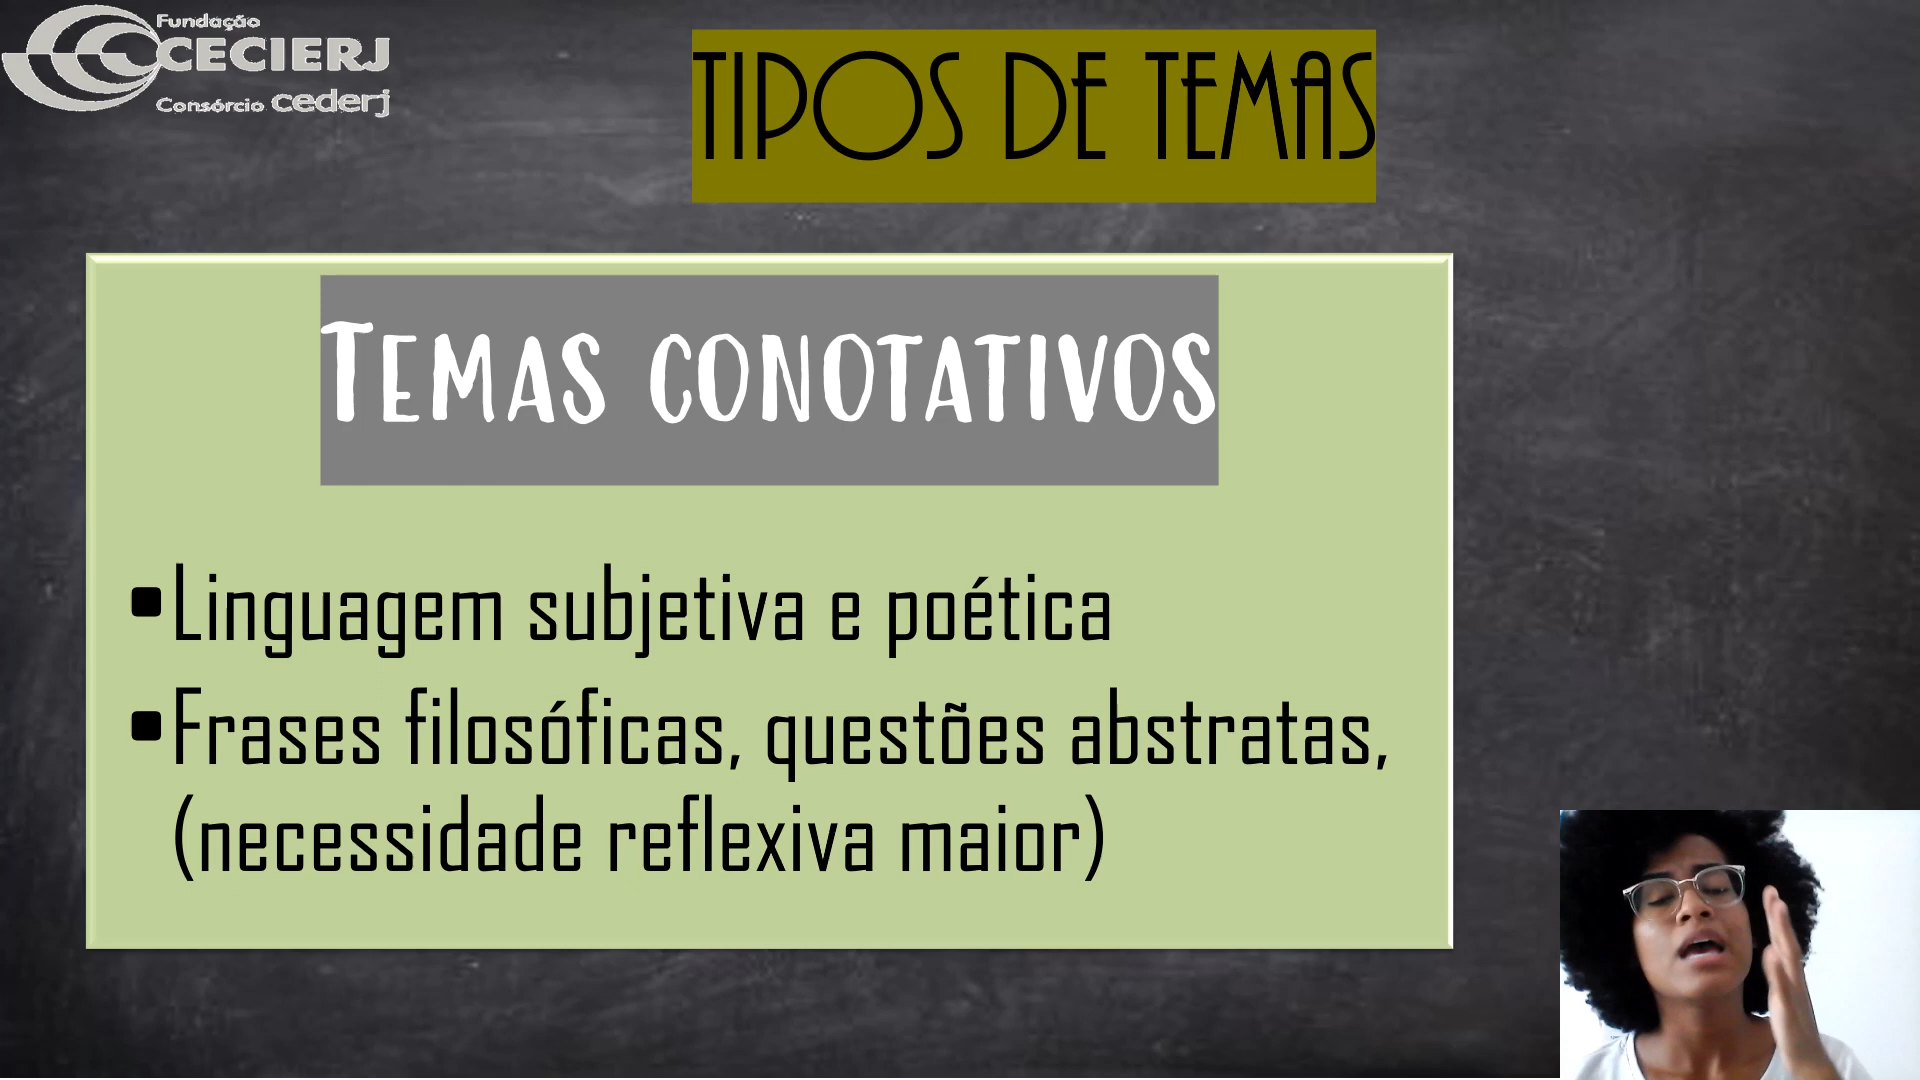 Fundação
CECIERJ
Consórcio cederj
TIPOS DE TEMAS
TEMAS CONOTATIVOS
▪Linguagem subjetiva e poética
▪Frases filosóficas, questões abstratas,
(necessidade reflexiva maior)